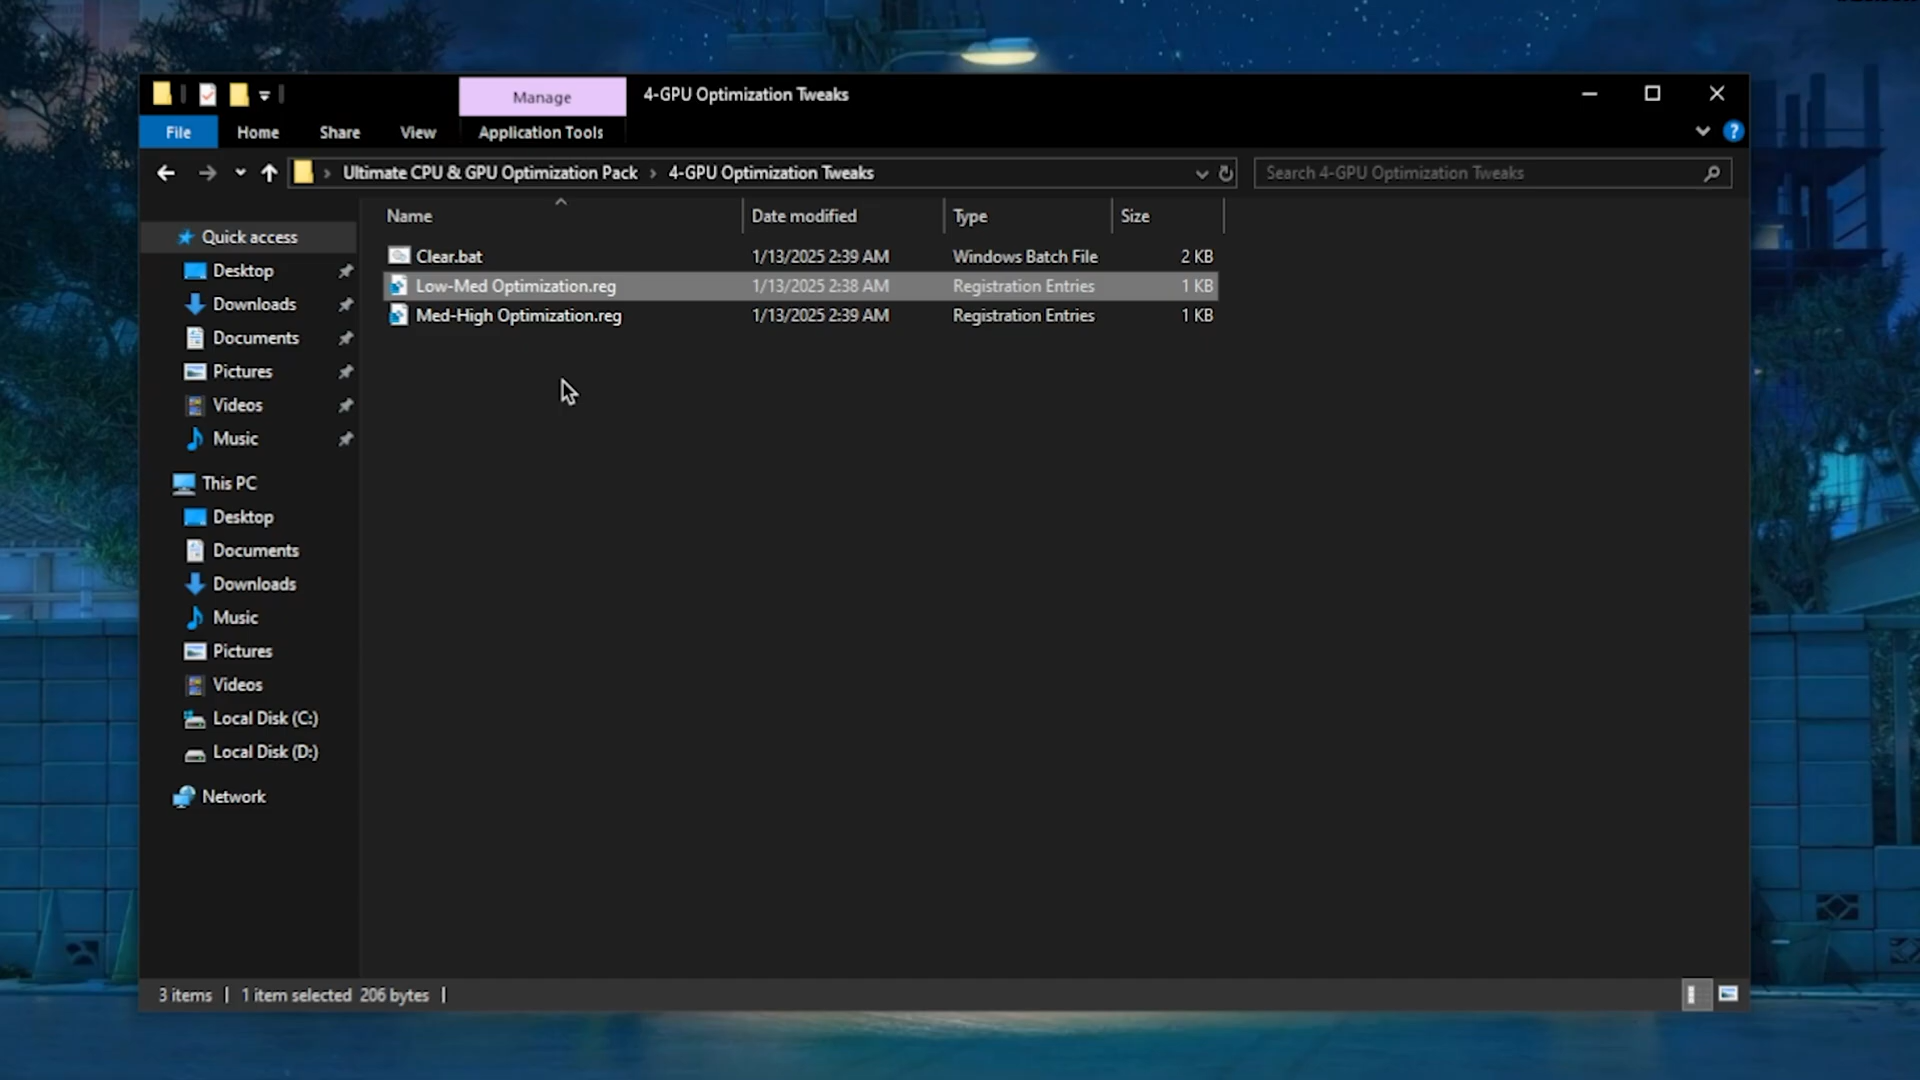 Manage
4-GPU Optimization Tweaks
File
Home
Share
View
Application Tools
?
Ultimate CPU & GPU Optimization Pack > 4-GPU Optimization Tweaks
Search 4-GPU Optimization Tweaks
Name
Date modified
Type
Size
Clear.bat 1/13/2025 2:39 AM Windows Batch File 2 KB
Low-Med Optimization.reg 1/13/2025 2:38 AM Registration Entries 1 KB
Med-High Optimization.reg 1/13/2025 2:39 AM Registration Entries 1 KB
Quick access
Desktop
Downloads
Documents
Pictures
Videos
Music
This PC
Desktop
Documents
Downloads
Music
Pictures
Videos
Local Disk (C:)
Local Disk (D:)
Network
3 items | 1 item selected 206 bytes |